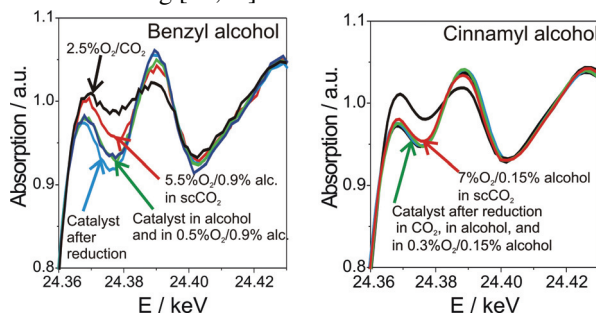 Benzyl alcohol
2.5%O₂/CO₂
Absorption / a.u.
1.1
1.0
0.9
0.8
5.5%O₂/0.9% alc.
in scCO₂
Catalyst
after
reduction
Catalyst in alcohol
and in 0.5%O₂/0.9% alc.
24.36 24.38 24.40 24.42
E / keV
Cinnamyl alcohol
Absorption / a.u.
1.1
1.0
0.9
0.8
7%O₂/0.15% alcohol
in scCO₂
Catalyst after reduction
in CO₂, in alcohol, and
in 0.3%O₂/0.15% alcohol
24.36 24.38 24.40 24.42
E / keV